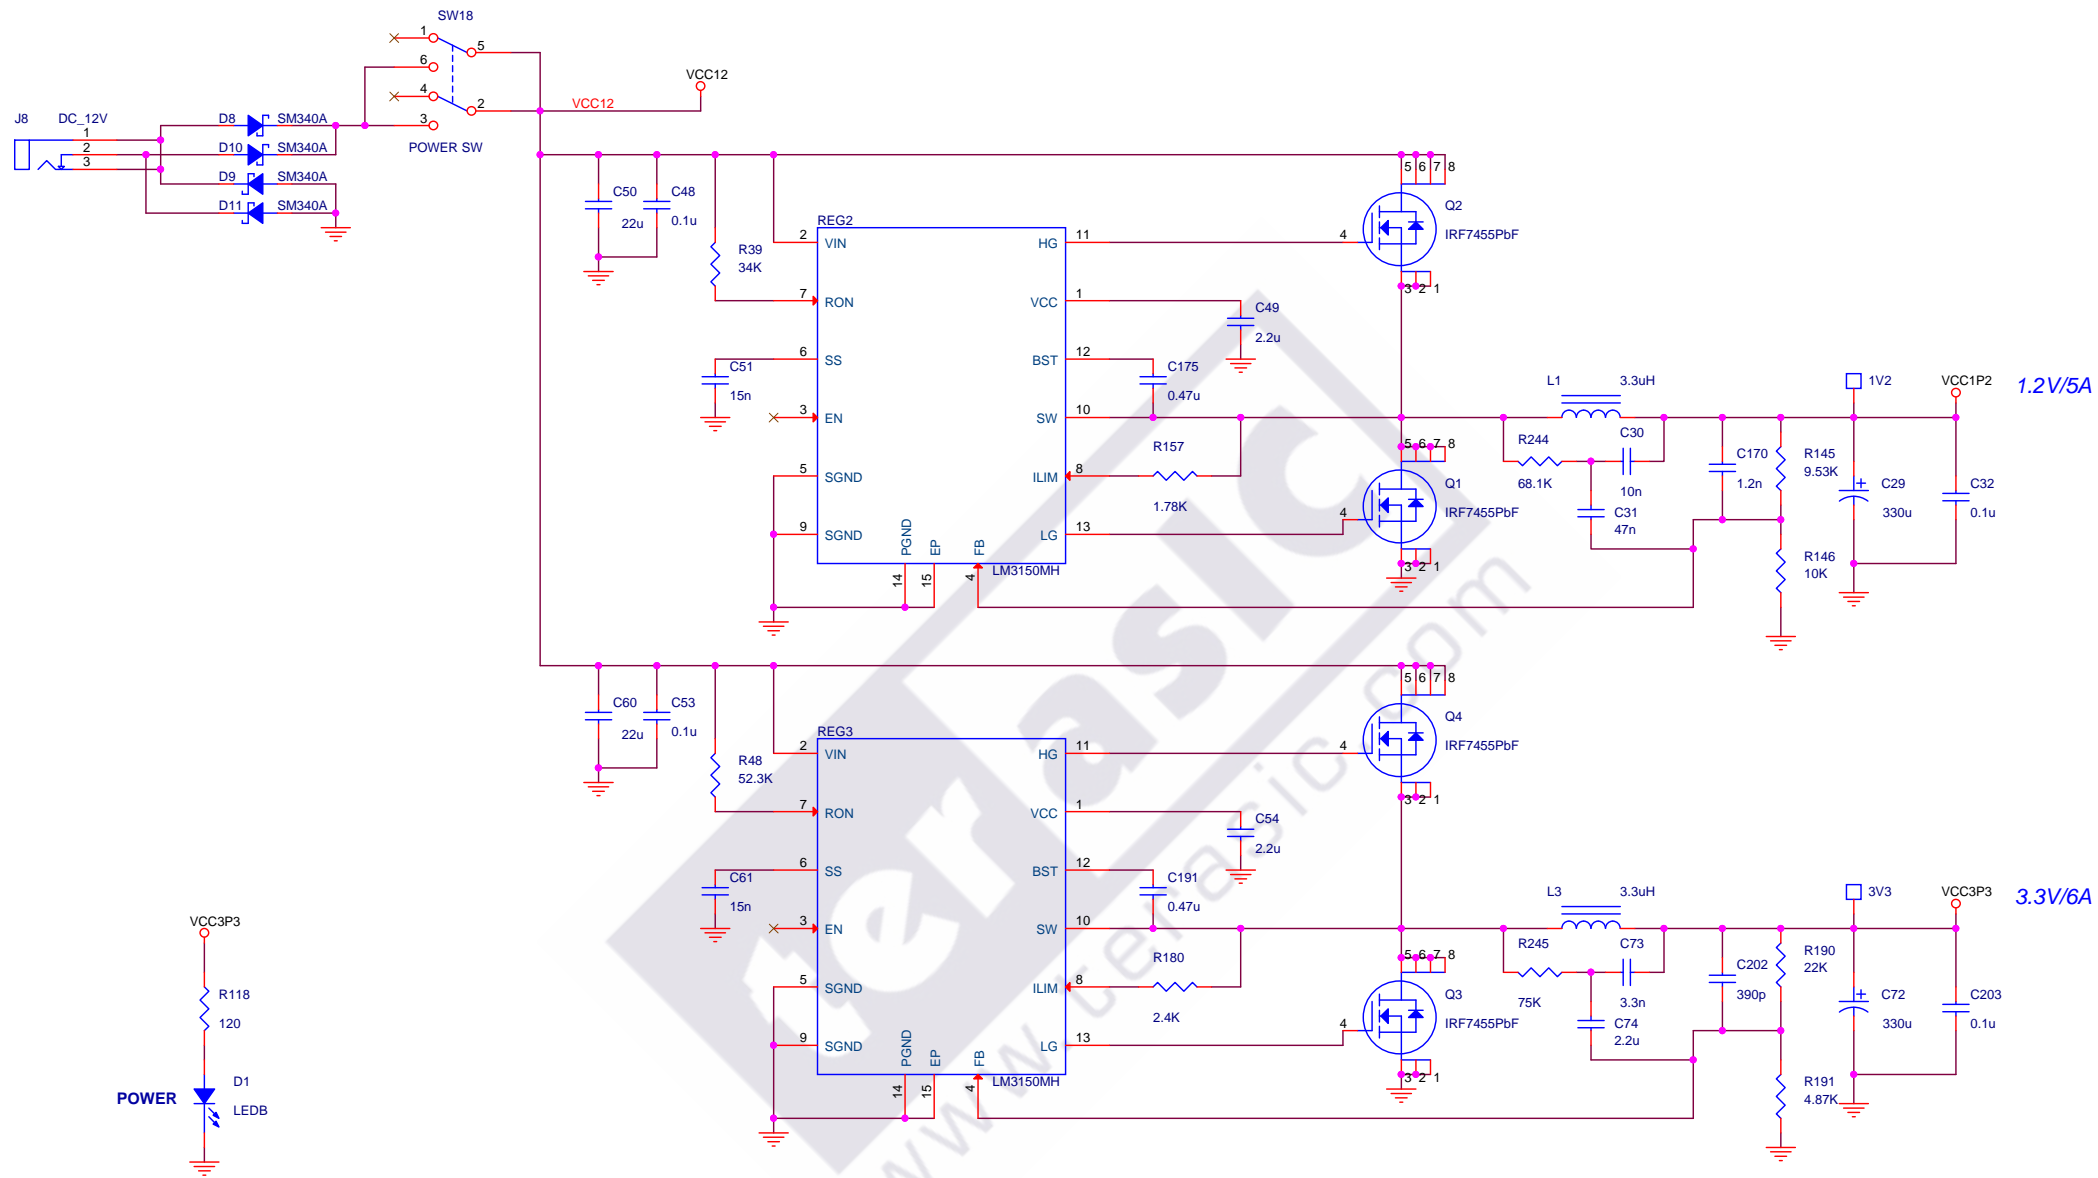 SW18
1
5
6
4
2
3
POWER SW
VCC12
VCC12
J8 DC_12V
1
2
3
D8 SM340A
D10 SM340A
D9 SM340A
D11 SM340A
C50
22u
C48
0.1u
R39
34K
REG2
2 VIN
7 RON
6 SS
3 EN
5 SGND
9 SGND
PGND
14
EP
15
FB
4
HG 11
VCC 1
BST 12
SW 10
ILIM 8
LG 13
LM3150MH
C51
15n
C49
2.2u
C175
0.47u
R157
1.78K
5 6 7 8
Q2
IRF7455PbF
4
3 2 1
5 6 7 8
Q1
IRF7455PbF
4
3 2 1
L1 3.3uH
R244
68.1K
C30
10n
C31
47n
C170
1.2n
R145
9.53K
R146
10K
1V2
C29
330u
VCC1P2
C32
0.1u
1.2V/5A
C60
22u
C53
0.1u
R48
52.3K
REG3
2 VIN
7 RON
6 SS
3 EN
5 SGND
9 SGND
PGND
14
EP
15
FB
4
HG 11
VCC 1
BST 12
SW 10
ILIM 8
LG 13
LM3150MH
C61
15n
C54
2.2u
C191
0.47u
R180
2.4K
5 6 7 8
Q4
IRF7455PbF
4
3 2 1
5 6 7 8
Q3
IRF7455PbF
4
3 2 1
L3 3.3uH
R245
75K
C73
3.3n
C74
2.2u
C202
390p
R190
22K
R191
4.87K
3V3
C72
330u
VCC3P3
C203
0.1u
3.3V/6A
VCC3P3
R118
120
POWER
D1
LEDB
terasic
www.terasic.com